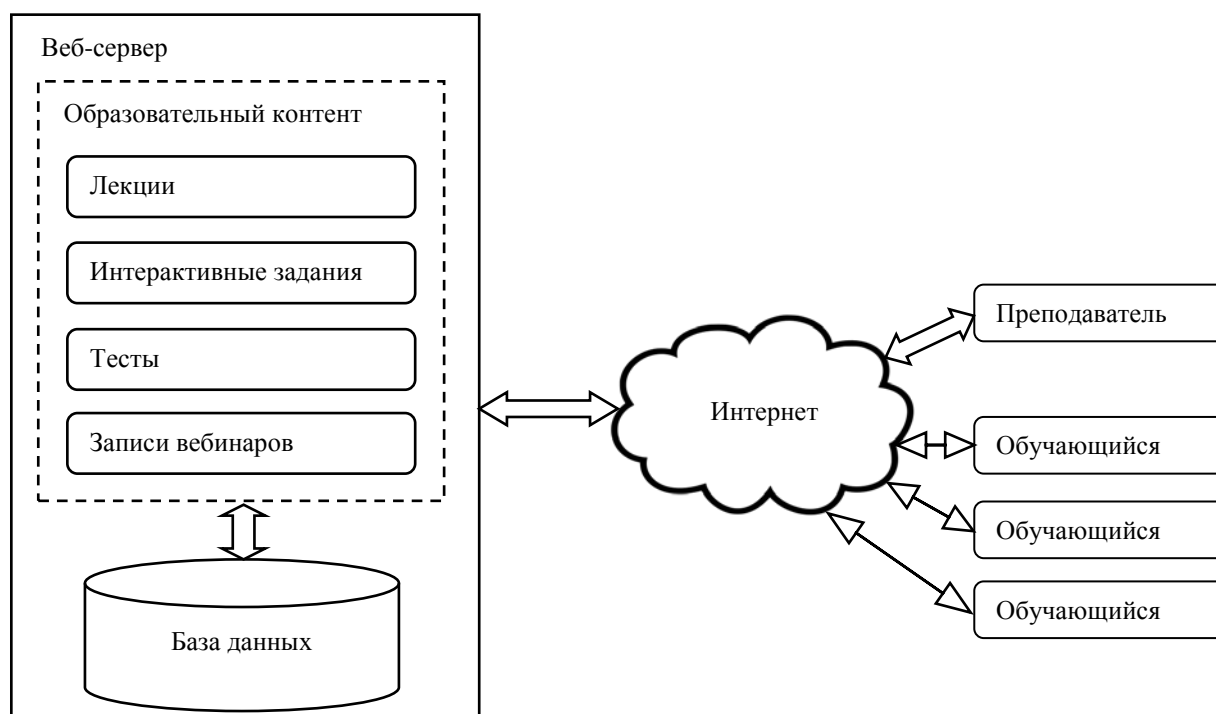 Веб-сервер
Образовательный контент
Лекции
Интерактивные задания
Тесты
Записи вебинаров
База данных
Интернет
Преподаватель
Обучающийся
Обучающийся
Обучающийся